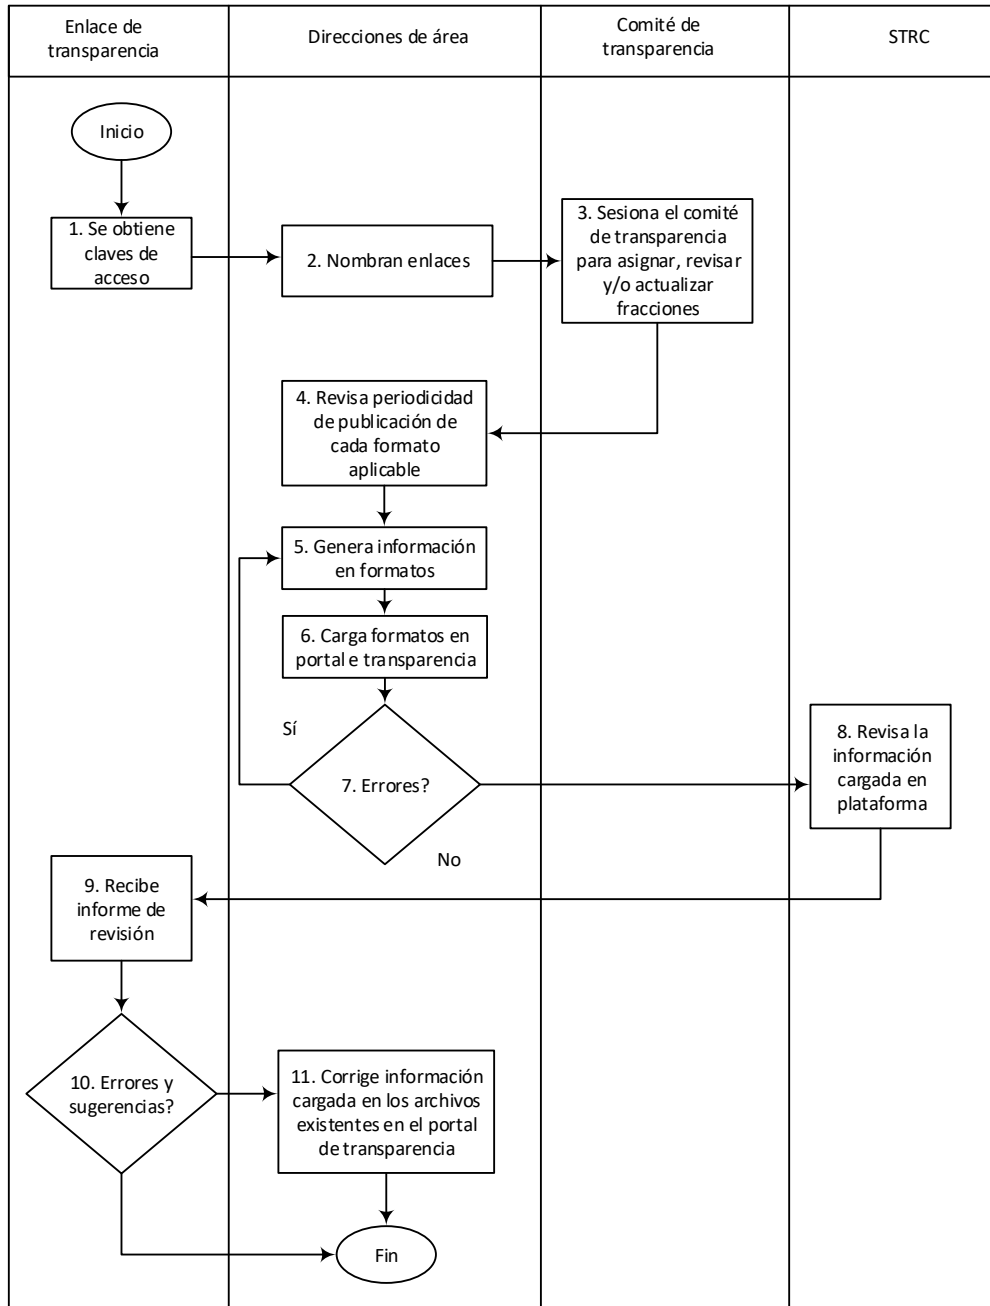 Enlace de
transparencia
Direcciones de área
Comité de
transparencia
STRC
Inicio
1. Se obtiene
claves de
acceso
2. Nombran enlaces
3. Sesiona el comité
de transparencia
para asignar, revisar
y/o actualizar
fracciones
4. Revisa periodicidad
de publicación de
cada formato
aplicable
5. Genera información
en formatos
6. Carga formatos en
portal e transparencia
Sí
7. Errores?
No
8. Revisa la
información
cargada en
plataforma
9. Recibe
informe de
revisión
10. Errores y
sugerencias?
11. Corrige información
cargada en los archivos
existentes en el portal
de transparencia
Fin